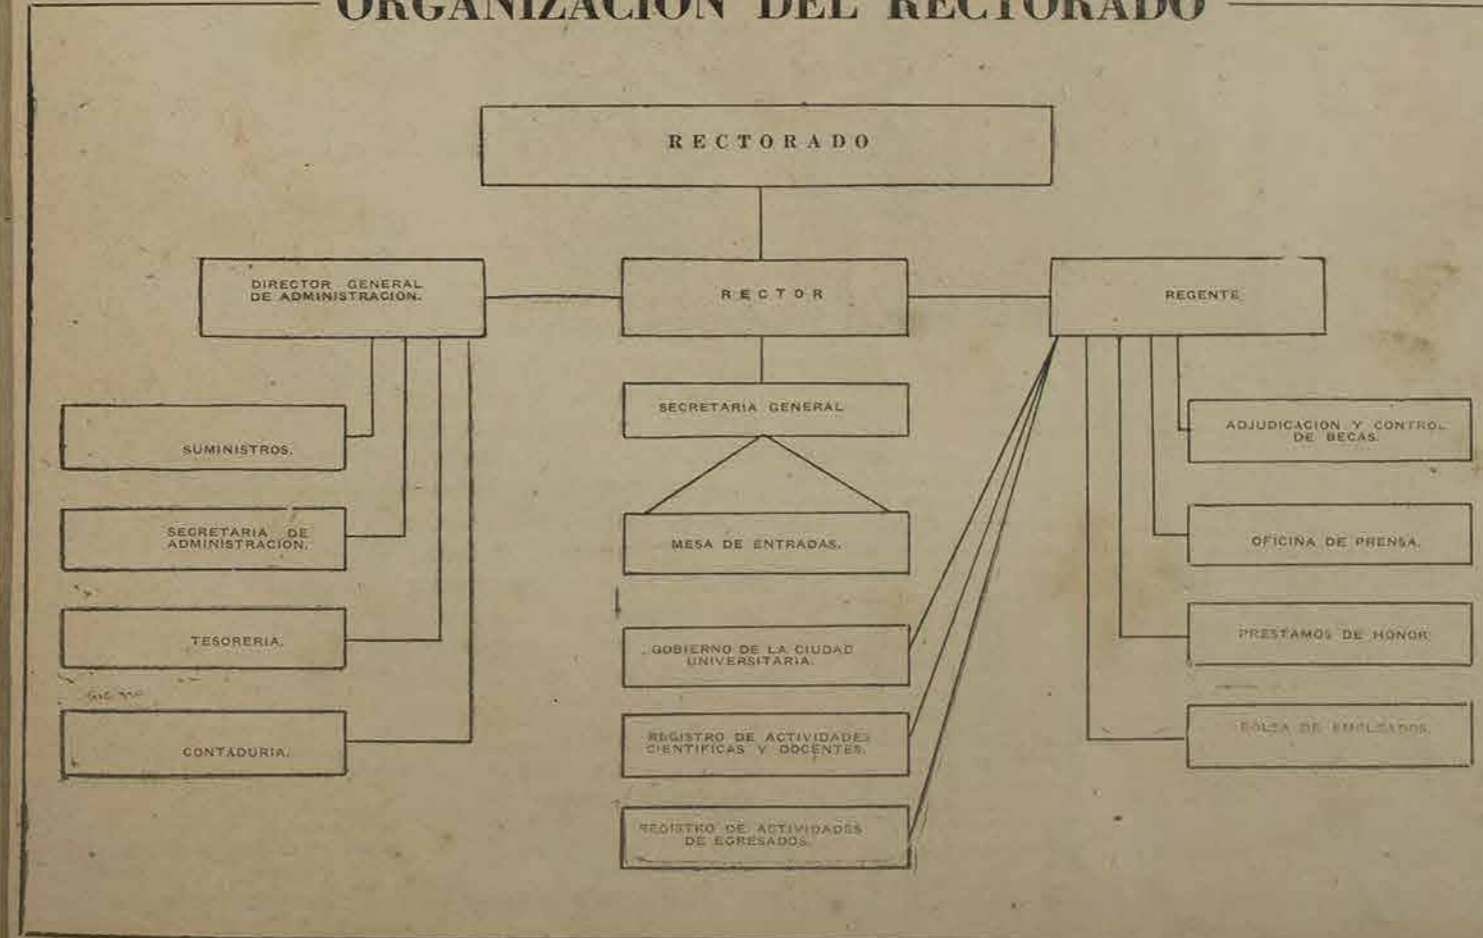 ORGANIZACION DEL RECTORADO
RECTORADO
DIRECTOR GENERAL
DE ADMINISTRACION.
RECTOR
REGENTE
SECRETARIA GENERAL
SUMINISTROS.
ADJUDICACION Y CONTROL
DE BECAS.
SECRETARIA DE
ADMINISTRACION.
MESA DE ENTRADAS.
OFICINA DE PRENSA.
TESORERIA.
GOBIERNO DE LA CIUDAD
UNIVERSITARIA.
PRESTAMOS DE HONOR
CONTADURIA.
REGISTRO DE ACTIVIDADES
CIENTIFICAS Y DOCENTES.
BOLSA DE EMPLEADOS.
REGISTRO DE ACTIVIDADES
DE EGRESADOS.